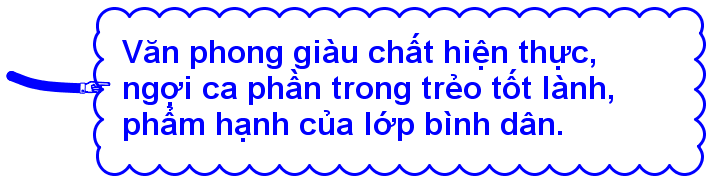 Văn phong giàu chất hiện thực,
ngợi ca phần trong trẻo tốt lành,
phẩm hạnh của lớp bình dân.